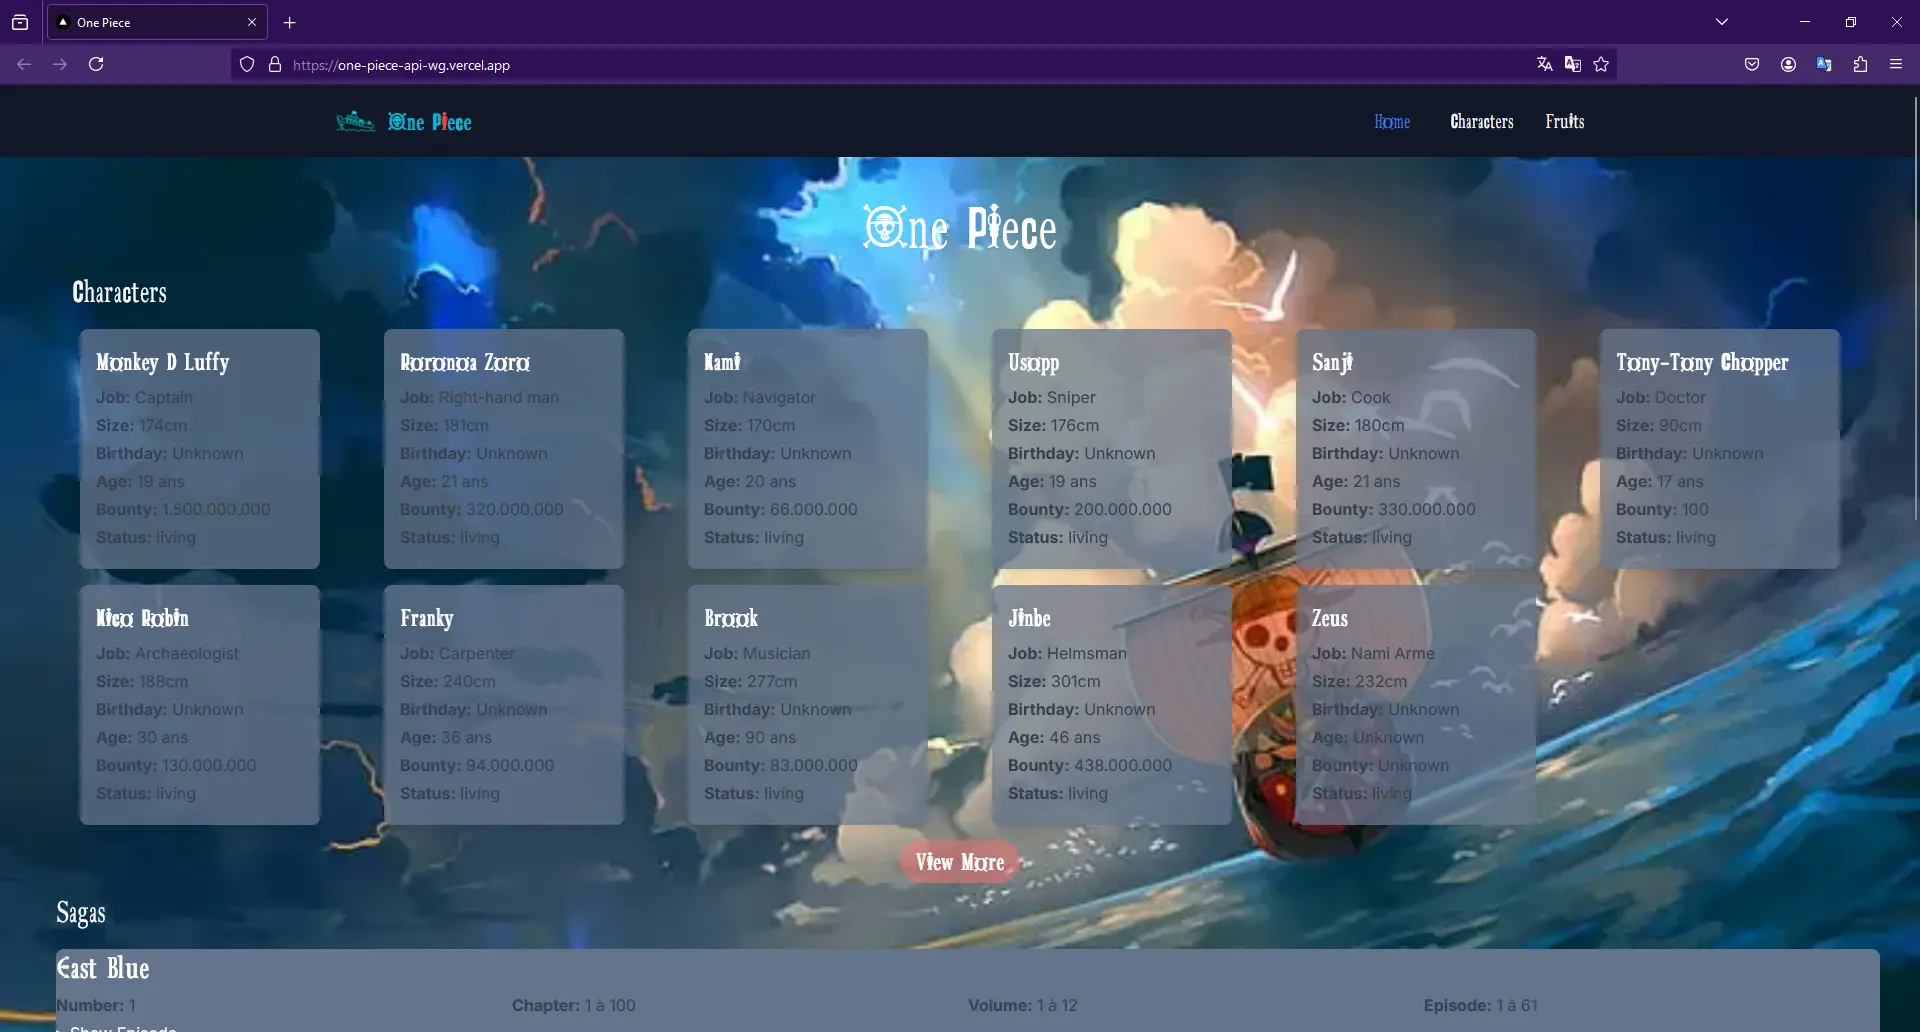 One Piece
https://one-piece-api-wg.vercel.app
One Piece
Home
Characters
Fruits
One Piece
Characters
Monkey D Luffy
Job: Captain
Size: 174cm
Birthday: Unknown
Age: 19 ans
Bounty: 1.500.000.000
Status: living
Roronoa Zoro
Job: Right-hand man
Size: 181cm
Birthday: Unknown
Age: 21 ans
Bounty: 320.000.000
Status: living
Nami
Job: Navigator
Size: 170cm
Birthday: Unknown
Age: 20 ans
Bounty: 66.000.000
Status: living
Usopp
Job: Sniper
Size: 176cm
Birthday: Unknown
Age: 19 ans
Bounty: 200.000.000
Status: living
Sanji
Job: Cook
Size: 180cm
Birthday: Unknown
Age: 21 ans
Bounty: 330.000.000
Status: living
Tony-Tony Chopper
Job: Doctor
Size: 90cm
Birthday: Unknown
Age: 17 ans
Bounty: 100
Status: living
Nico Robin
Job: Archaeologist
Size: 188cm
Birthday: Unknown
Age: 30 ans
Bounty: 130.000.000
Status: living
Franky
Job: Carpenter
Size: 240cm
Birthday: Unknown
Age: 36 ans
Bounty: 94.000.000
Status: living
Brook
Job: Musician
Size: 277cm
Birthday: Unknown
Age: 90 ans
Bounty: 83.000.000
Status: living
Jinbe
Job: Helmsman
Size: 301cm
Birthday: Unknown
Age: 46 ans
Bounty: 438.000.000
Status: living
Zeus
Job: Nami Arme
Size: 232cm
Birthday: Unknown
Age: Unknown
Bounty: Unknown
Status: living
View More
Sagas
East Blue
Number: 1
Chapter: 1 à 100
Volume: 1 à 12
Episode: 1 à 61
Show Episode